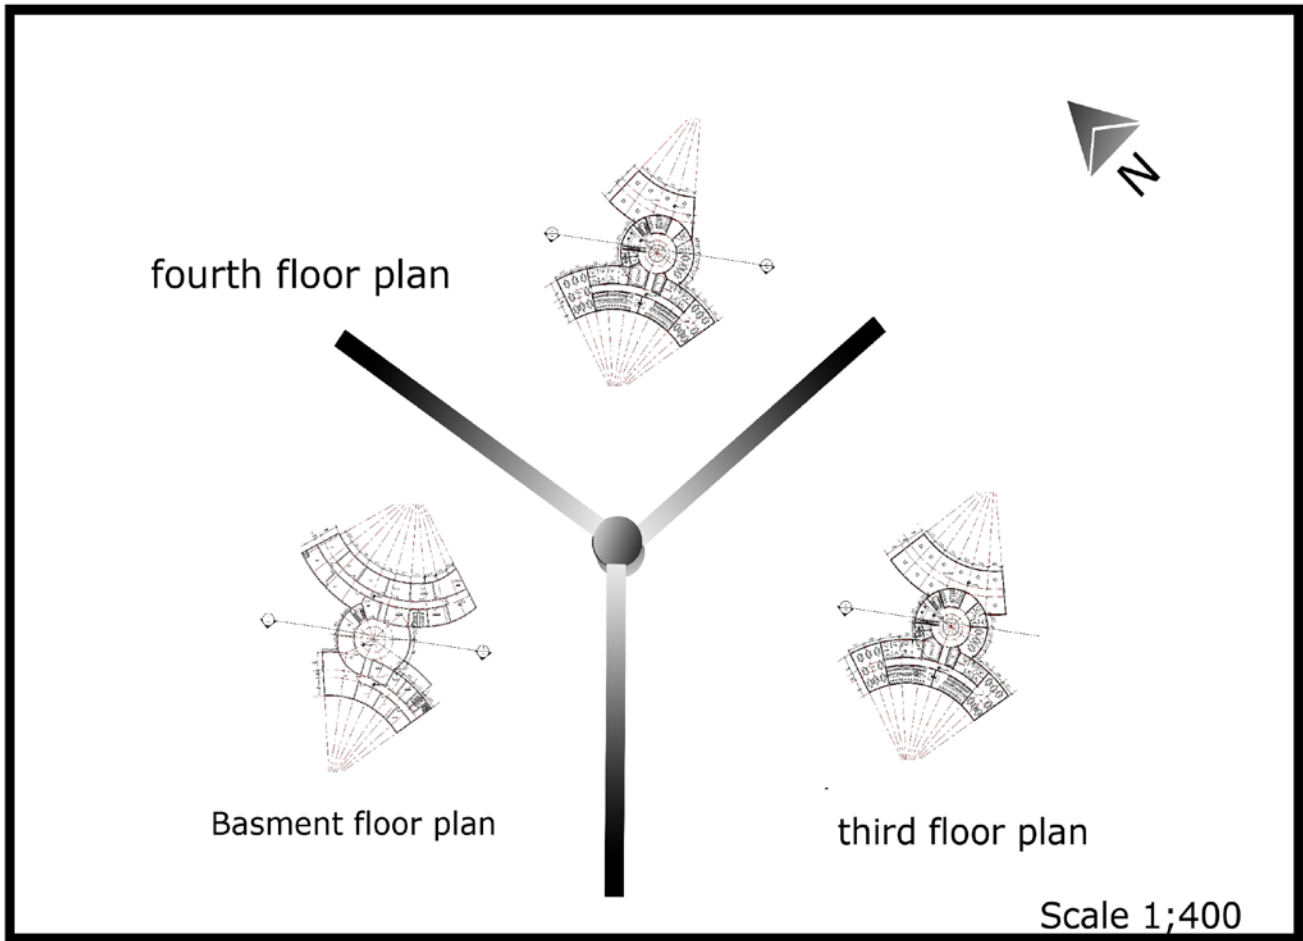 N
fourth floor plan
Basment floor plan
third floor plan
Scale 1;400